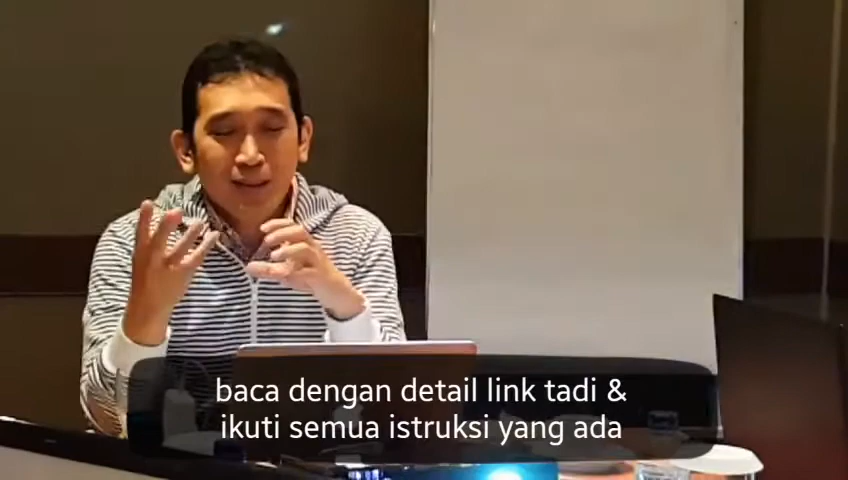 baca dengan detail link tadi &
ikuti semua istruksi yang ada